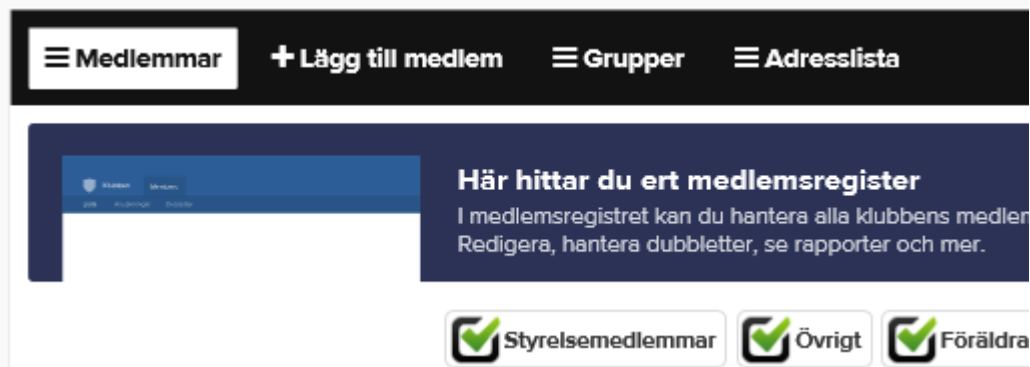 Medlemmar
Lägg till medlem
Grupper
Adresslista
Här hittar du ert medlemsregister
I medlemsregistret kan du hantera alla klubbens medlem
Redigera, hantera dubbletter, se rapporter och mer.
Styrelsemedlemmar
Övrigt
Föräldra